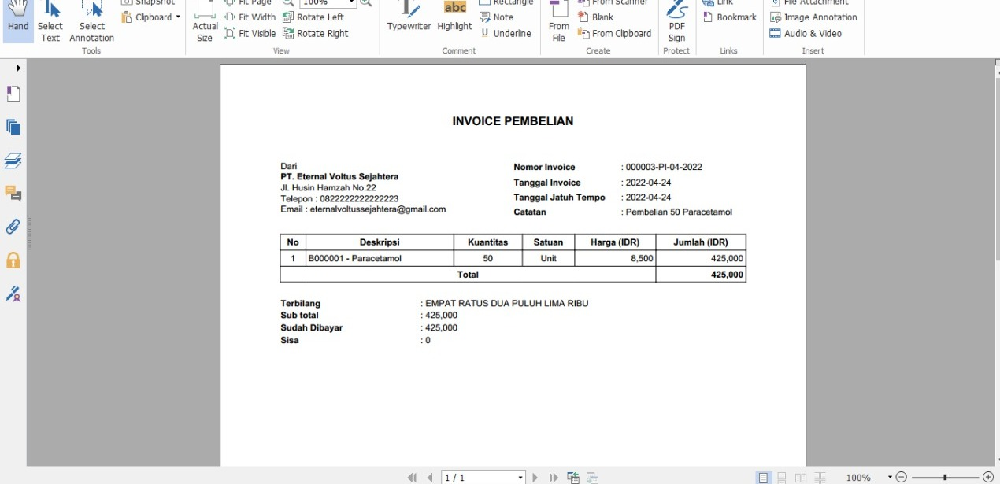 SnapShot
Fit Page
100%
Rectangle
From Scanner
Link
File Attachment
Clipboard
Fit Width
Rotate Left
abc
Note
Blank
Bookmark
Image Annotation
Hand
Select Text
Select Annotation
Actual Size
Fit Visible
Rotate Right
Typewriter
Highlight
U Underline
From File
From Clipboard
PDF Sign
Audio & Video
Tools
View
Comment
Create
Protect
Links
Insert
INVOICE PEMBELIAN
Dari
PT. Eternal Voltus Sejahtera
Jl. Husin Hamzah No.22
Telepon : 0822222222222223
Email : eternalvoltussejahtera@gmail.com
Nomor Invoice : 000003-PI-04-2022
Tanggal Invoice : 2022-04-24
Tanggal Jatuh Tempo : 2022-04-24
Catatan : Pembelian 50 Paracetamol
No Deskripsi Kuantitas Satuan Harga (IDR) Jumlah (IDR)
1 B000001 - Paracetamol 50 Unit 8,500 425,000
Total 425,000
Terbilang : EMPAT RATUS DUA PULUH LIMA RIBU
Sub total : 425,000
Sudah Dibayar : 425,000
Sisa : 0
1 / 1
100%